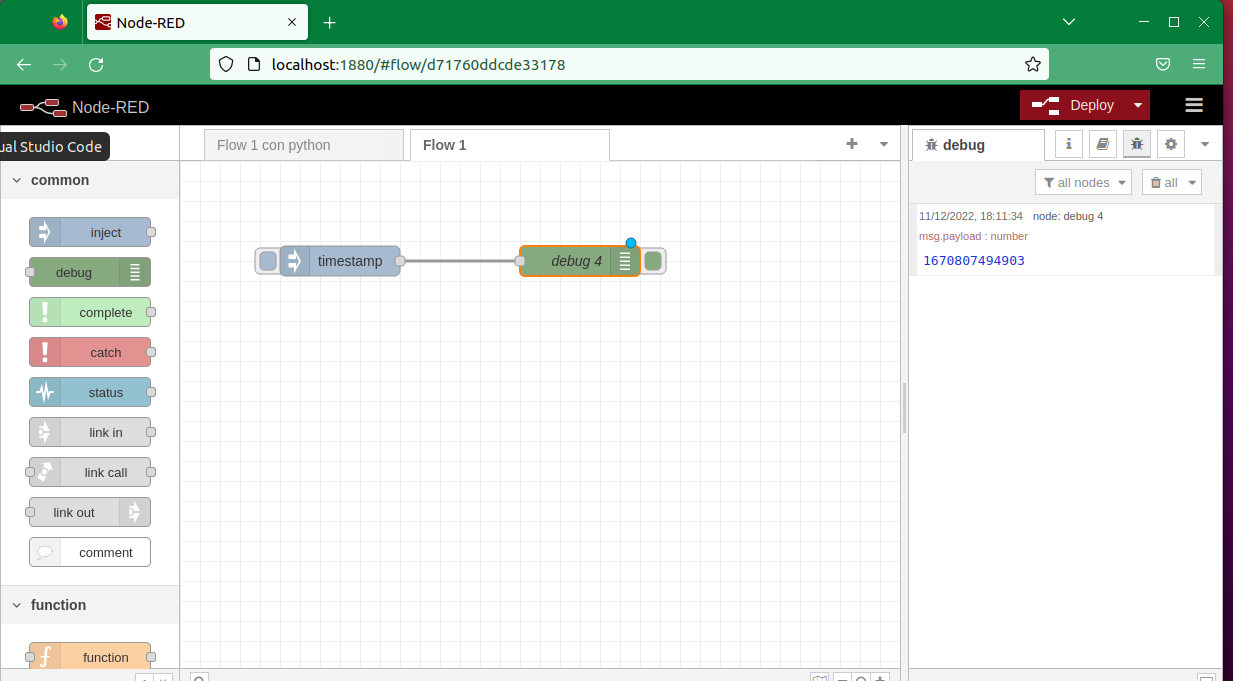 Node-RED
localhost:1880/#flow/d71760ddcde33178
Node-RED
Deploy
ual Studio Code
Flow 1 con python
Flow 1
debug
common
all nodes
all
inject
debug
complete
catch
status
link in
link call
link out
comment
function
function
timestamp
debug 4
11/12/2022, 18:11:34 node: debug 4
msg.payload : number
1670807494903